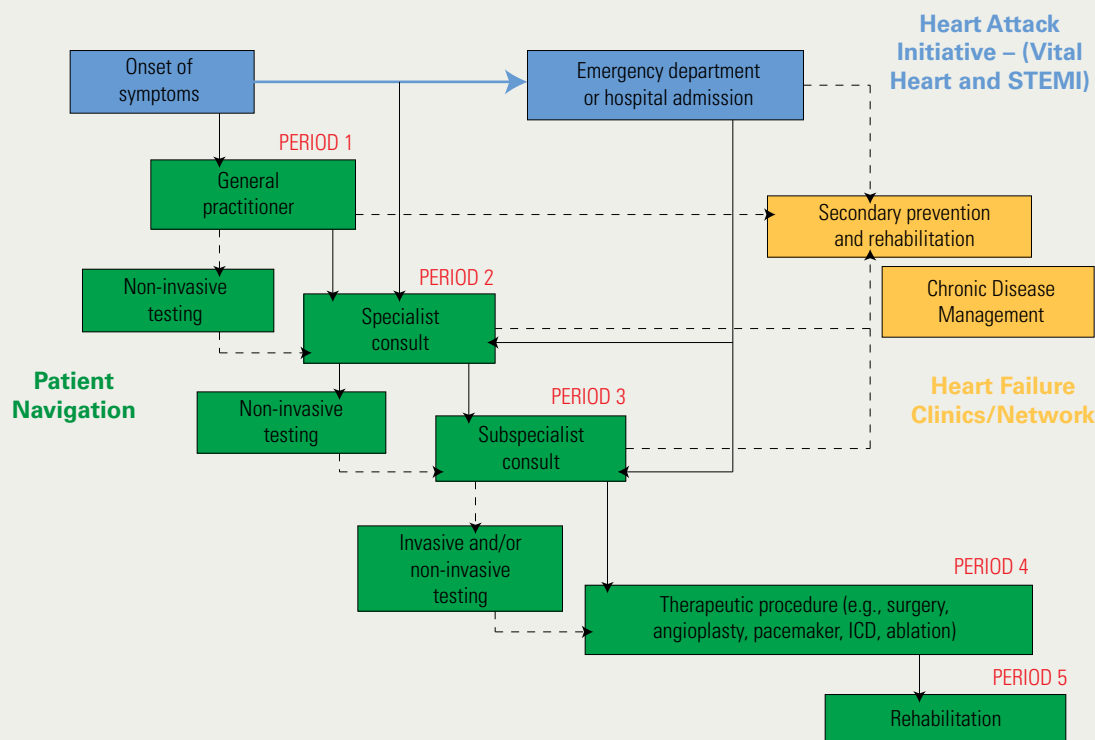 Heart Attack
Initiative – (Vital
Heart and STEMI)
Onset of
symptoms
Emergency department
or hospital admission
PERIOD 1
General
practitioner
Secondary prevention
and rehabilitation
Non-invasive
testing
PERIOD 2
Specialist
consult
Chronic Disease
Management
Patient
Navigation
Heart Failure
Clinics/Network
Non-invasive
testing
PERIOD 3
Subspecialist
consult
Invasive and/or
non-invasive
testing
PERIOD 4
Therapeutic procedure (e.g., surgery,
angioplasty, pacemaker, ICD, ablation)
PERIOD 5
Rehabilitation